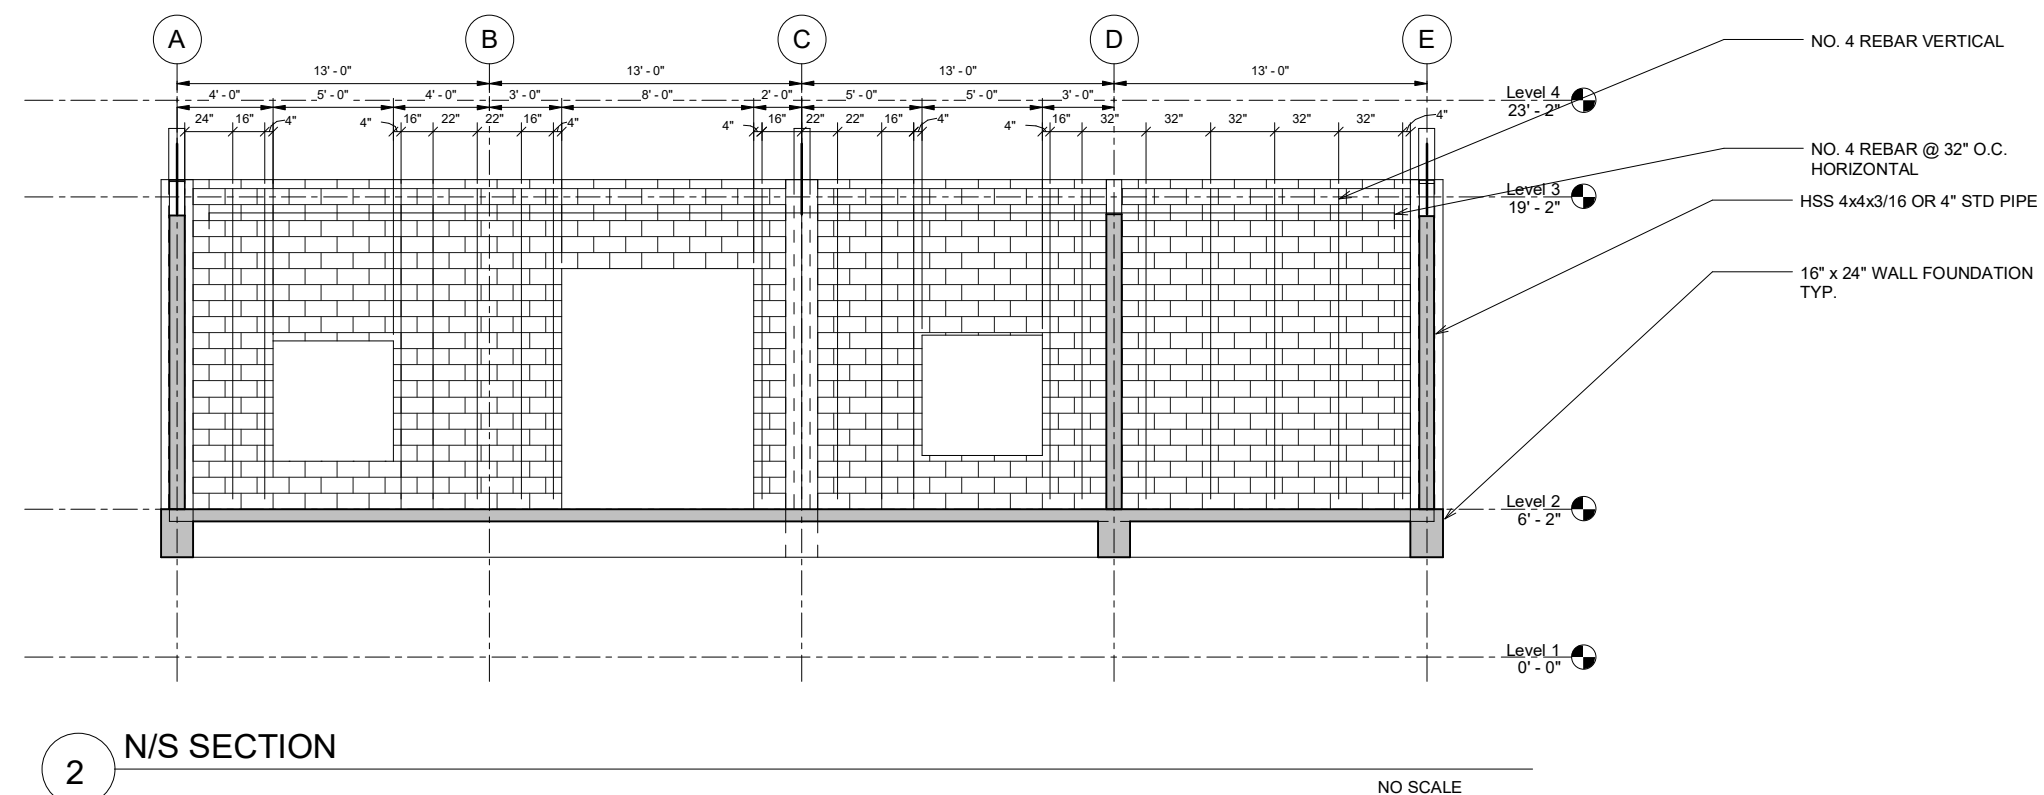 A B C D E
13' - 0" 13' - 0" 13' - 0" 13' - 0"
4' - 0" 5' - 0" 4' - 0" 3' - 0" 8' - 0" 2' - 0" 5' - 0" 5' - 0" 3' - 0"
24" 16" 4" 4" 16" 22" 22" 16" 4" 4" 16" 22" 22" 16" 4" 4" 16" 32" 32" 32" 32" 32" 32" 4"
NO. 4 REBAR VERTICAL
Level 4
23' - 2"
NO. 4 REBAR @ 32" O.C.
HORIZONTAL
Level 3
19' - 2"
HSS 4x4x3/16 OR 4" STD PIPE
16" x 24" WALL FOUNDATION
TYP.
Level 2
6' - 2"
Level 1
0' - 0"
2 N/S SECTION
NO SCALE